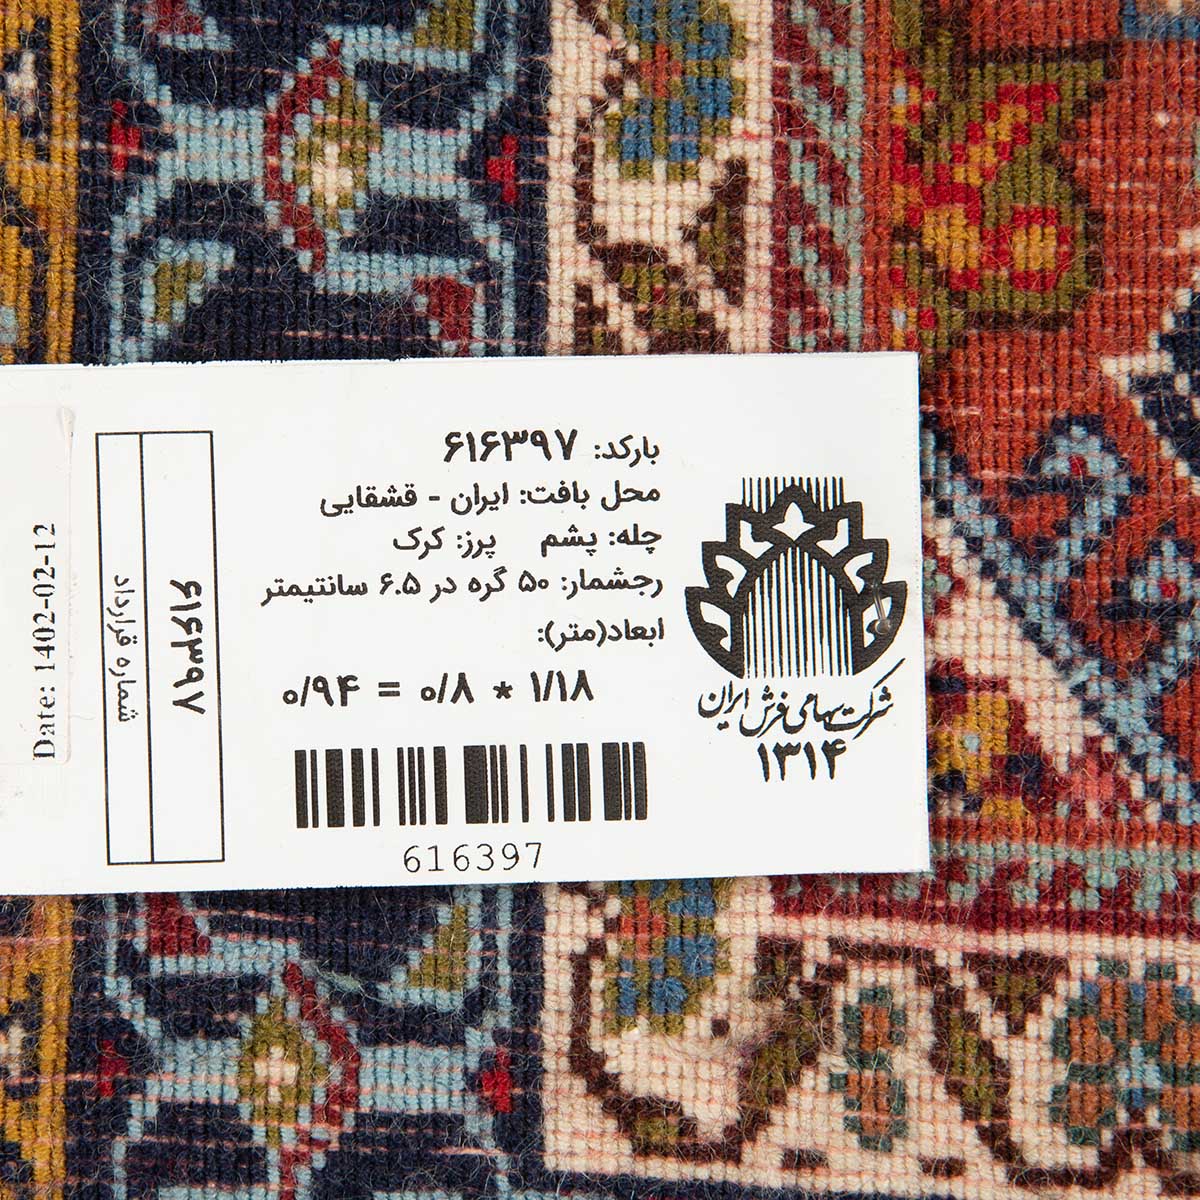 بارکد: ۶۱۶۳۹۷
محل بافت: ایران - قشقایی
چله: پشم پرز: کرک
رجشمار: ۵۰ گره در ۶.۵ سانتیمتر
ابعاد(متر):
۱/۱۸ * ۰/۸ = ۰/۹۴
616397
شرکت سهامی فرش ایران
۱۳۱۴
۶۱۶۳۹۷
شماره قرارداد
Date: 1402-02-12